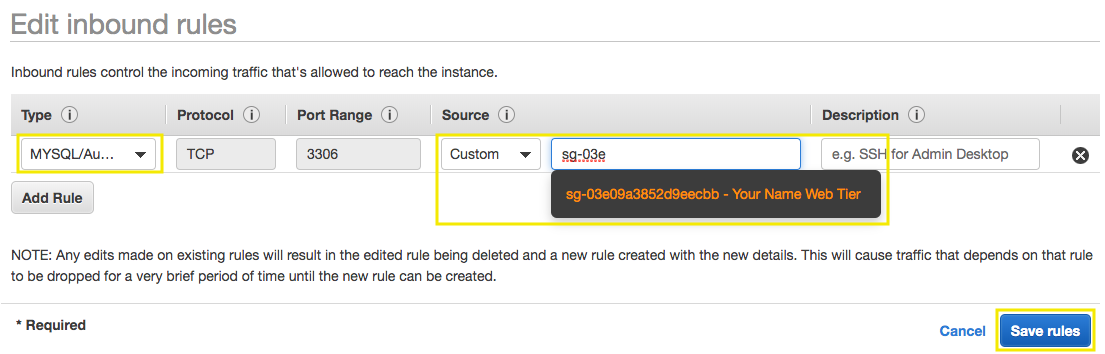 Edit inbound rules
Inbound rules control the incoming traffic that's allowed to reach the instance.
Type i Protocol i Port Range i Source i Description i
MYSQL/Au... TCP 3306 Custom sg-03e e.g. SSH for Admin Desktop
sg-03e09a3852d9eecbb - Your Name Web Tier
Add Rule
NOTE: Any edits made on existing rules will result in the edited rule being deleted and a new rule created with the new details. This will cause traffic that depends on that rule
to be dropped for a very brief period of time until the new rule can be created.
* Required
Cancel Save rules